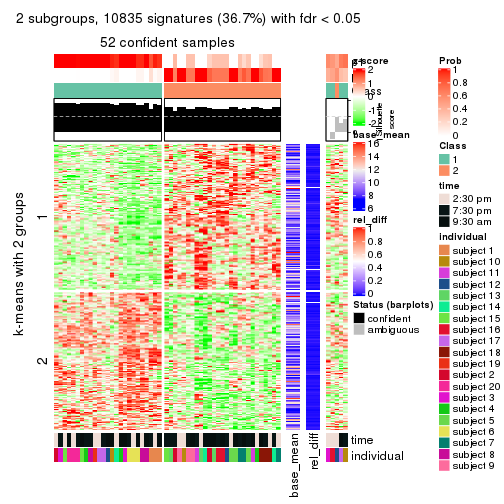 2 subgroups, 10835 signatures (36.7%) with fdr < 0.05
52 confident samples
k-means with 2 groups
1
2
time
individual
base_mean
rel_diff
z-score
2
1
0
-1
-2
Silhouette
score
base_mean
16
14
12
10
8
6
rel_diff
1
0.8
0.6
0.4
0.2
0
Status (barplots)
confident
ambiguous
Prob
1
0.8
0.6
0.4
0.2
0
Class
1
2
time
2:30 pm
7:30 pm
9:30 am
individual
subject 1
subject 10
subject 11
subject 12
subject 13
subject 14
subject 15
subject 16
subject 17
subject 18
subject 19
subject 2
subject 20
subject 3
subject 4
subject 5
subject 6
subject 7
subject 8
subject 9